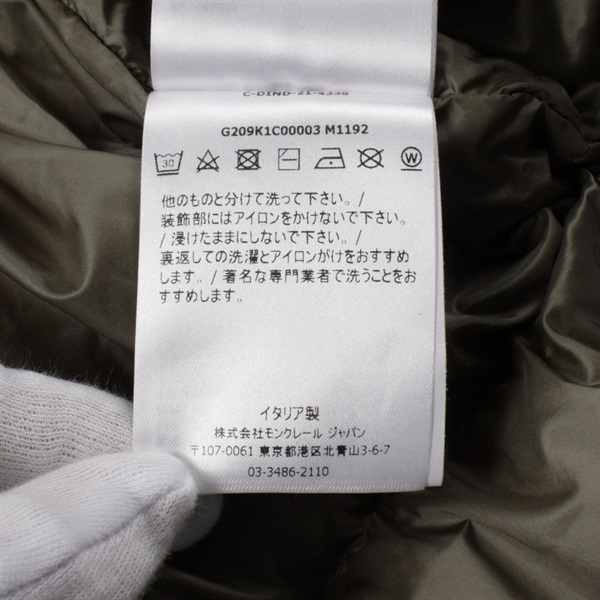 C-DIND-21-4338
G209K1C00003 M1192
30
W
他のものと分けて洗って下さい。/
装飾部にはアイロンをかけないで下さい。
/ 浸けたままにしないで下さい。/
裏返しての洗濯とアイロンがけをおすすめ
します。/ 著名な専門業者で洗うことをお
すすめします。
イタリア製
株式会社モンクレール ジャパン
〒107-0061 東京都港区北青山3-6-7
03-3486-2110